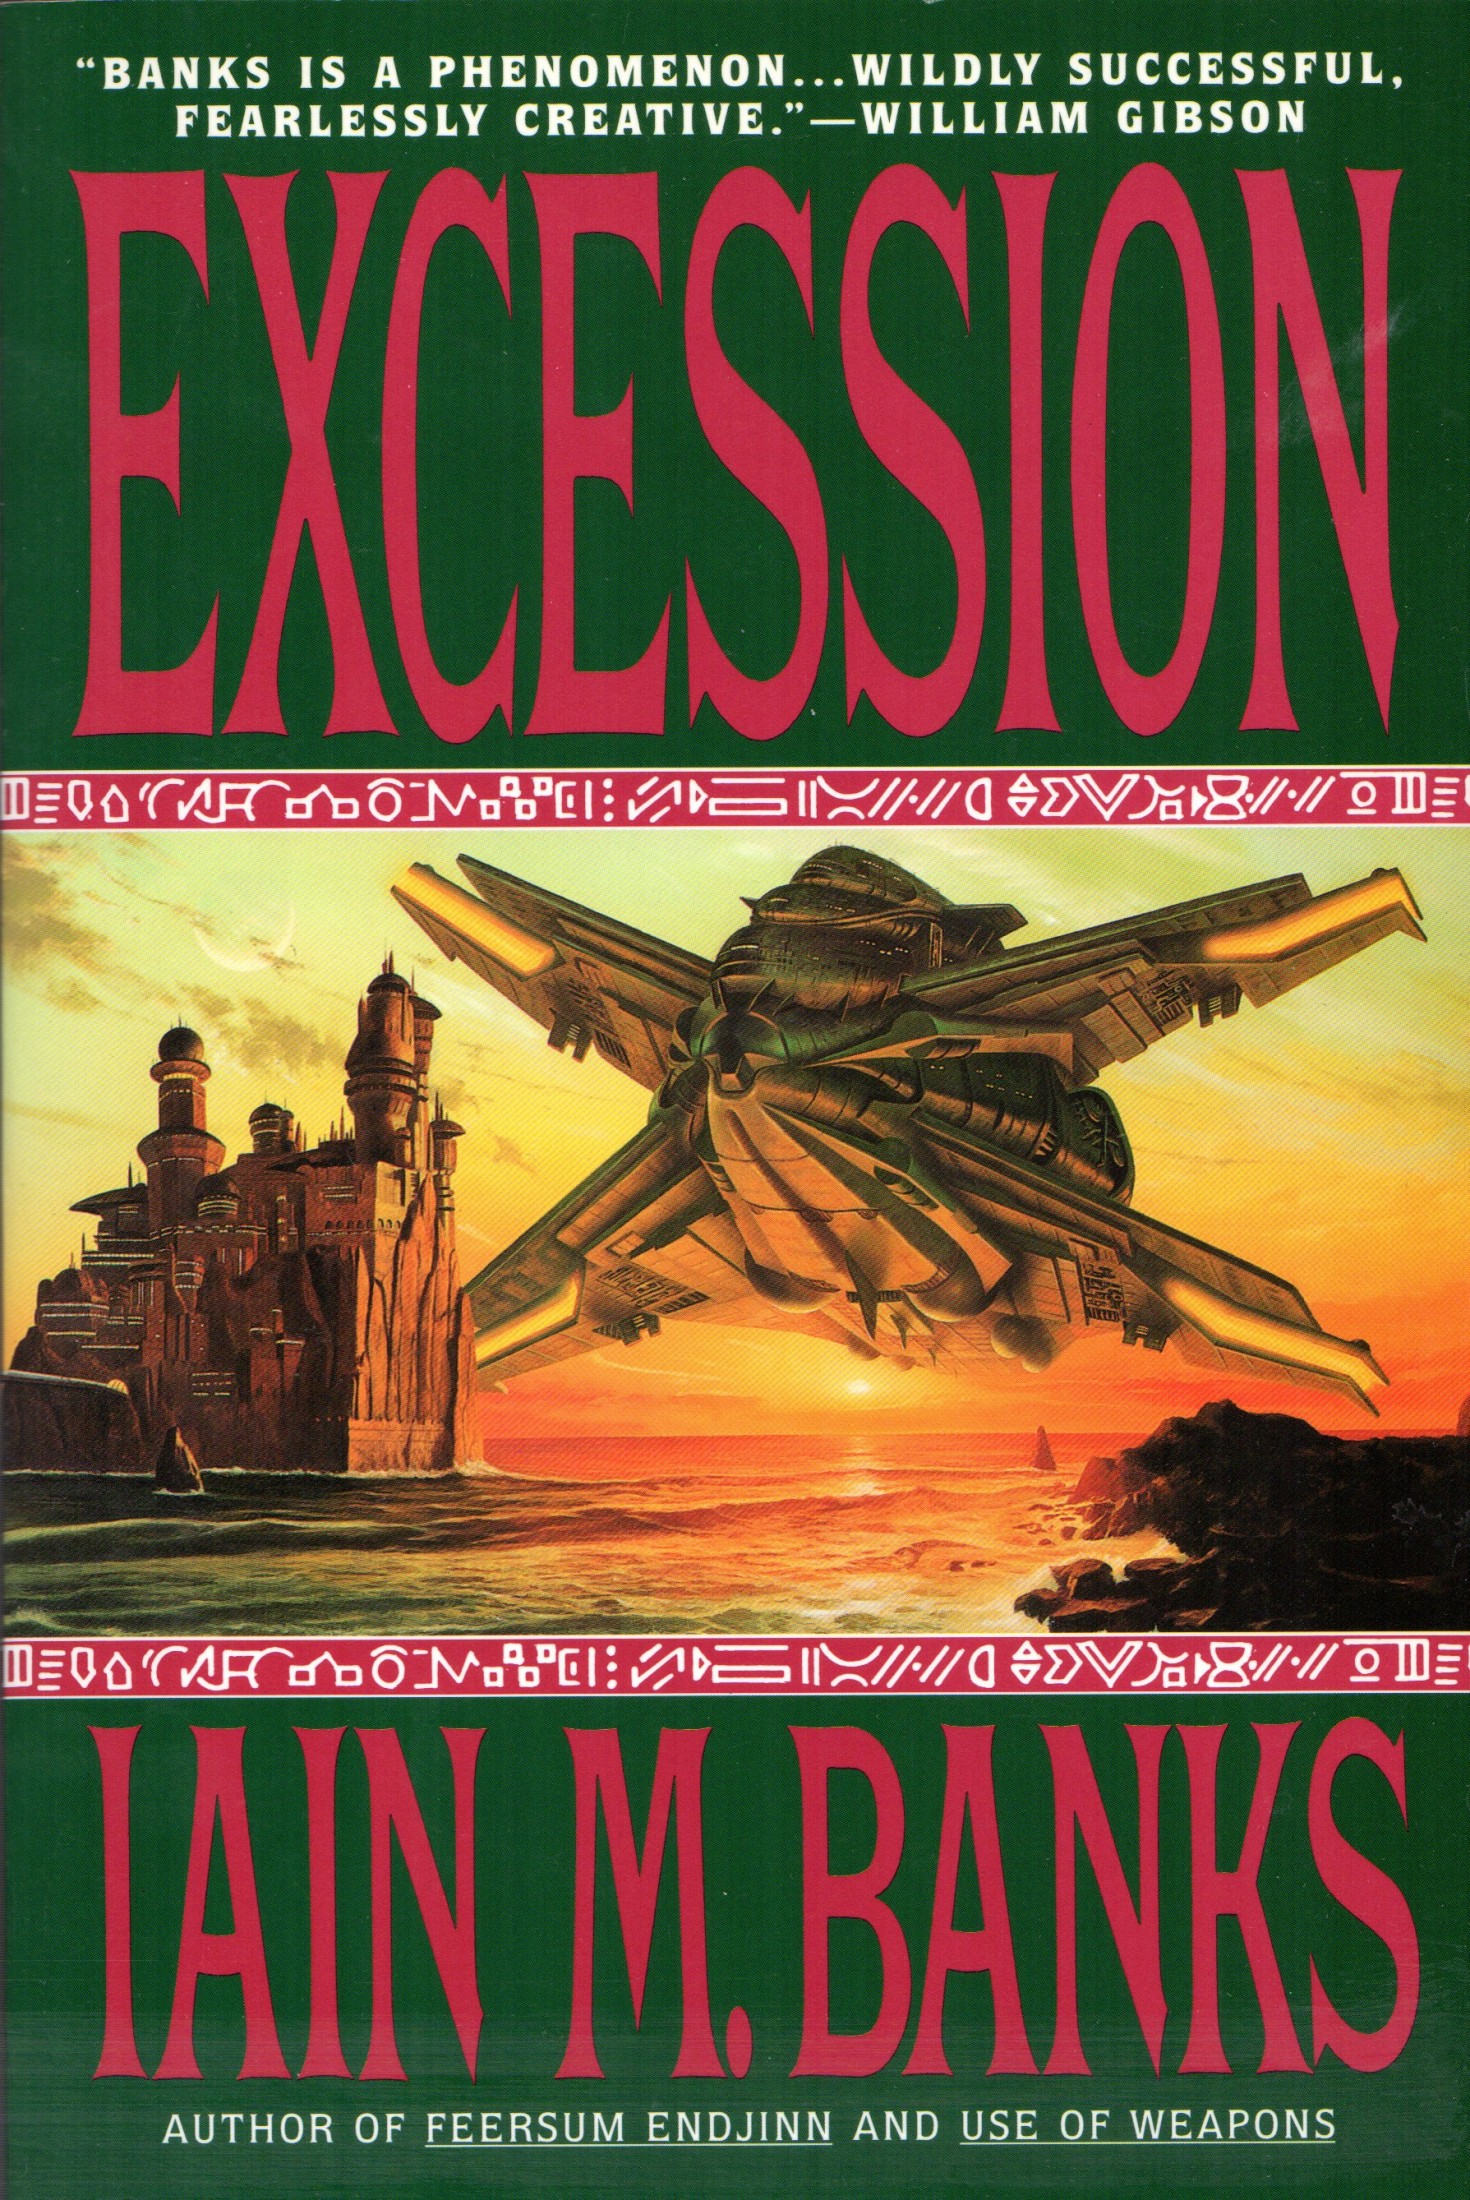 “BANKS IS A PHENOMENON...WILDLY SUCCESSFUL,
FEARLESSLY CREATIVE.”—WILLIAM GIBSON
EXCESSION
IAIN M. BANKS
AUTHOR OF FEERSUM ENDJINN AND USE OF WEAPONS